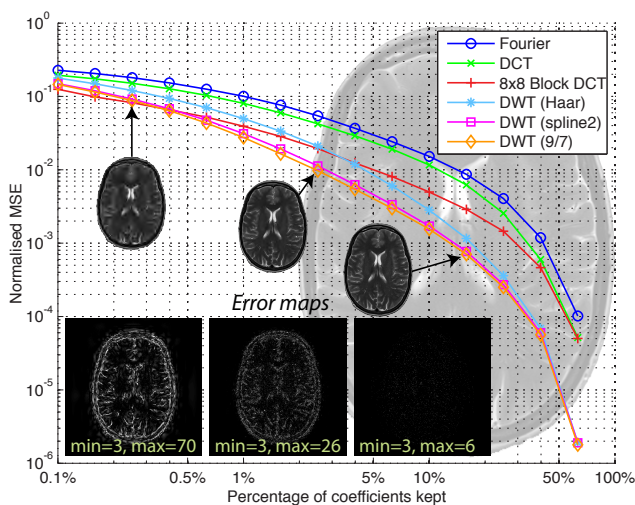 Normalised MSE
10^0
10^-1
10^-2
10^-3
10^-4
10^-5
10^-6
Fourier
DCT
8x8 Block DCT
DWT (Haar)
DWT (spline2)
DWT (9/7)
Error maps
min=3, max=70
min=3, max=26
min=3, max=6
0.1% 0.5% 1% 5% 10% 50% 100%
Percentage of coefficients kept